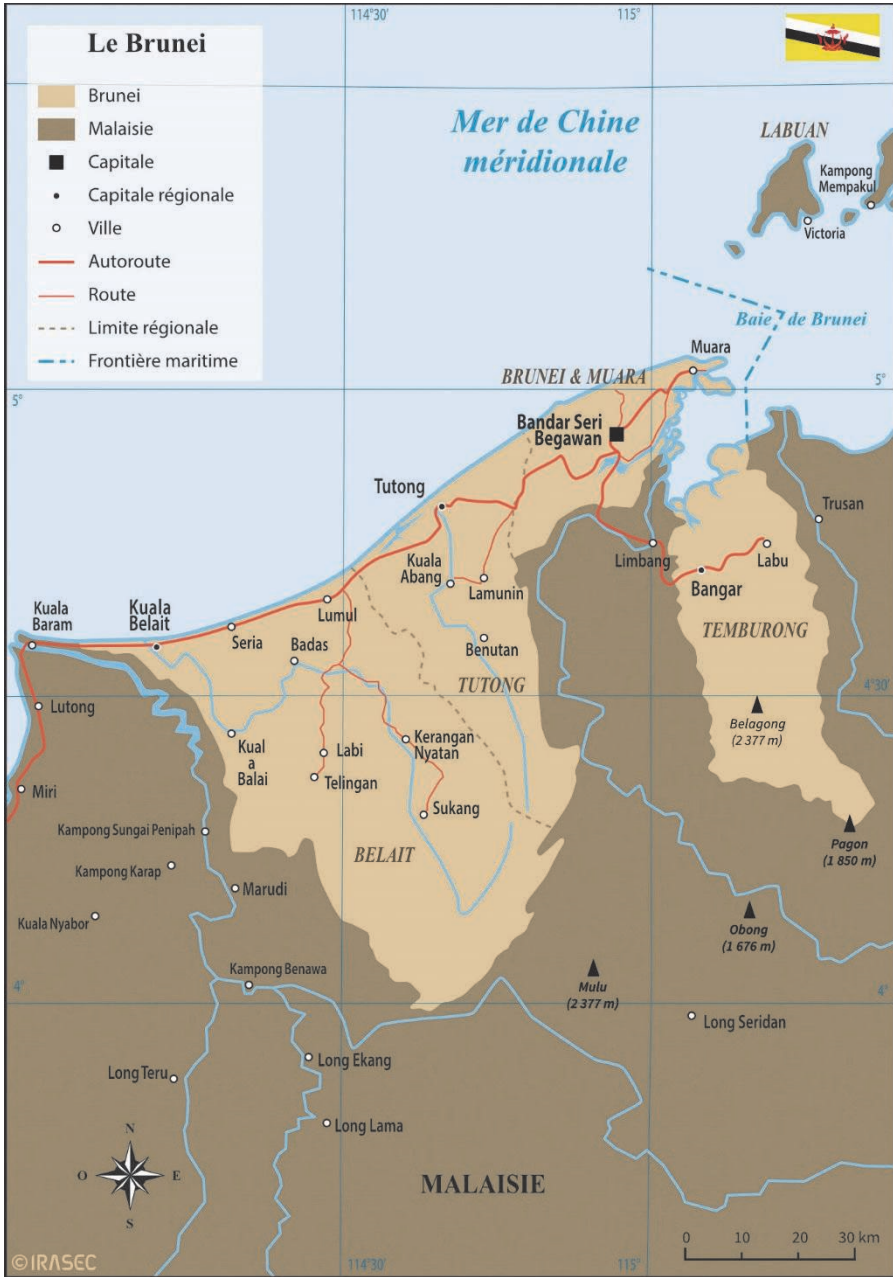 Le Brunei
Brunei
Malaisie
Capitale
Capitale régionale
Ville
Autoroute
Route
Limite régionale
Frontière maritime
114°30'
115°
Mer de Chine
méridionale
LABUAN
Kampong
Mempakul
Victoria
Baie de Brunei
Muara
BRUNEI & MUARA
5°
5°
Bandar Seri
Begawan
Tutong
Trusan
Kuala
Abang
Lamunin
Limbang
Labu
Bangar
Kuala
Baram
Kuala
Belait
Lumul
Seria
Badas
Benutan
TEMBURONG
TUTONG
4°30'
4°30'
Lutong
Belagong
(2 377 m)
Kual
a
Balai
Labi
Kerangan
Nyatan
Telingan
Miri
Sukang
Kampong Sungai Penipah
Pagon
(1 850 m)
BELAIT
Kampong Karap
Marudi
Kuala Nyabor
Obong
(1 676 m)
Kampong Benawa
Mulu
(2 377 m)
4°
4°
Long Seridan
Long Ekang
Long Teru
Long Lama
N
O
E
S
MALAISIE
0 10 20 30 km
©IRASEC
114°30'
115°